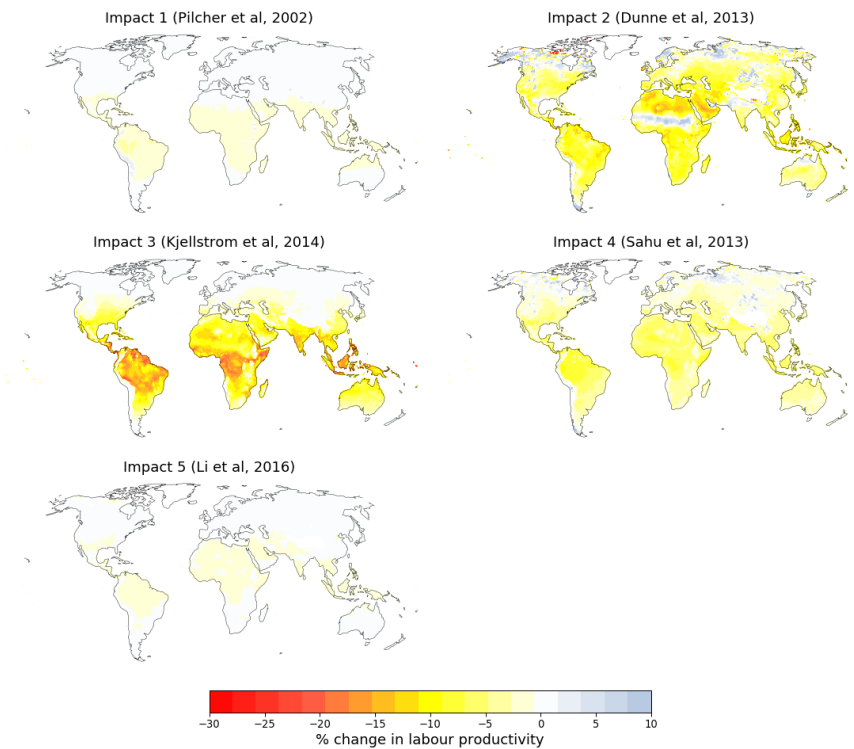 Impact 1 (Pilcher et al, 2002)
Impact 2 (Dunne et al, 2013)
Impact 3 (Kjellstrom et al, 2014)
Impact 4 (Sahu et al, 2013)
Impact 5 (Li et al, 2016)
−30 −25 −20 −15 −10 −5 0 5 10
% change in labour productivity